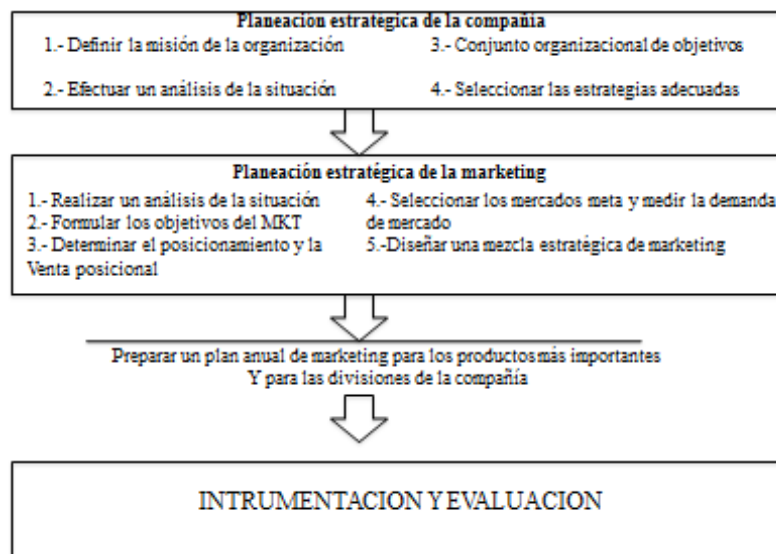 Planeación estratégica de la compañía
1.- Definir la misión de la organización
3.- Conjunto organizacional de objetivos
2.- Efectuar un análisis de la situación
4.- Seleccionar las estrategias adecuadas
Planeación estratégica de la marketing
1.- Realizar un análisis de la situación
2.- Formular los objetivos del MKT
3.- Determinar el posicionamiento y la
Venta posicional
4.- Seleccionar los mercados meta y medir la demanda
de mercado
5.-Diseñar una mezcla estratégica de marketing
Preparar un plan anual de marketing para los productos más importantes
Y para las divisiones de la compañía
INTRUMENTACION Y EVALUACION